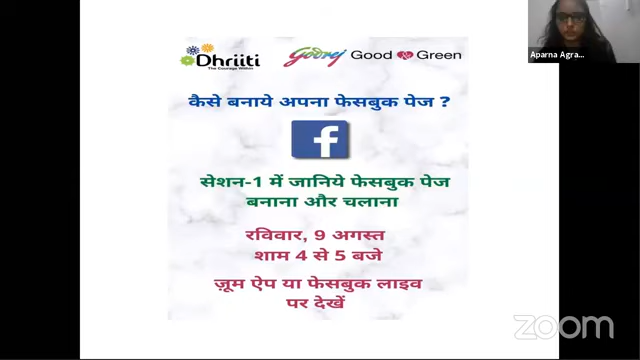 Dhriiti
The Courage Within
Godrej Good & Green
Aparna Agra...
कैसे बनाये अपना फेसबुक पेज ?
f
सेशन-1 में जानिये फेसबुक पेज
बनाना और चलाना
रविवार, 9 अगस्त
शाम 4 से 5 बजे
ज़ूम ऐप या फेसबुक लाइव
पर देखें
zoom